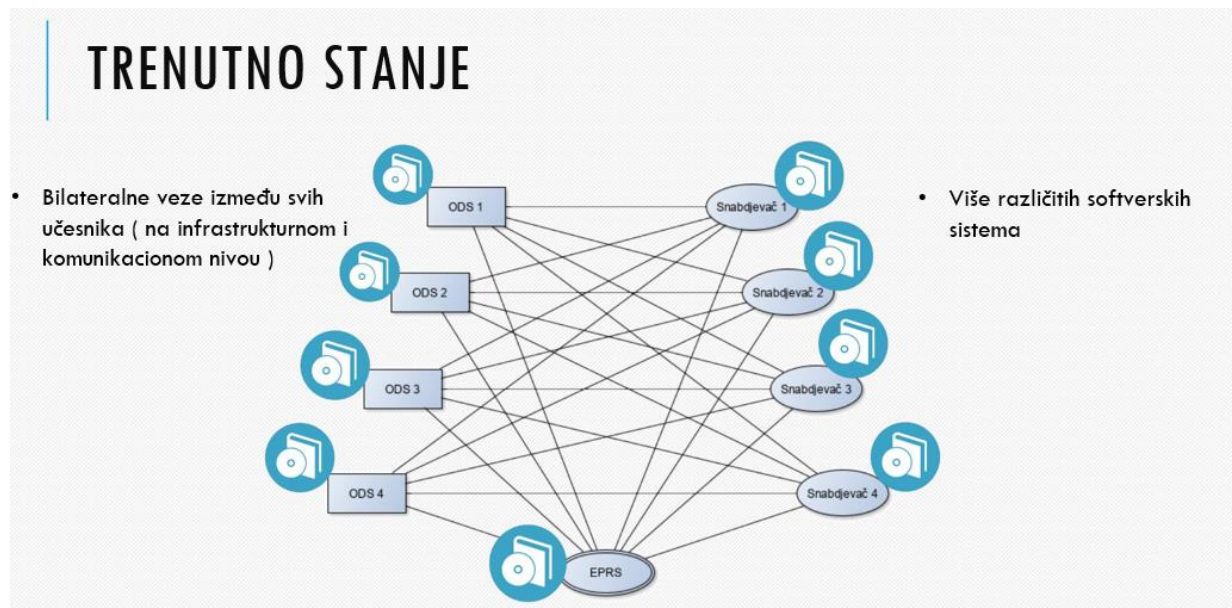 TRENUTNO STANJE
• Bilateralne veze između svih
učesnika ( na infrastrukturnom i
komunikacionom nivou )
• Više različitih softverskih
sistema
ODS 1
Snabdjevač 1
ODS 2
Snabdjevač 2
ODS 3
Snabdjevač 3
ODS 4
Snabdjevač 4
EPRS